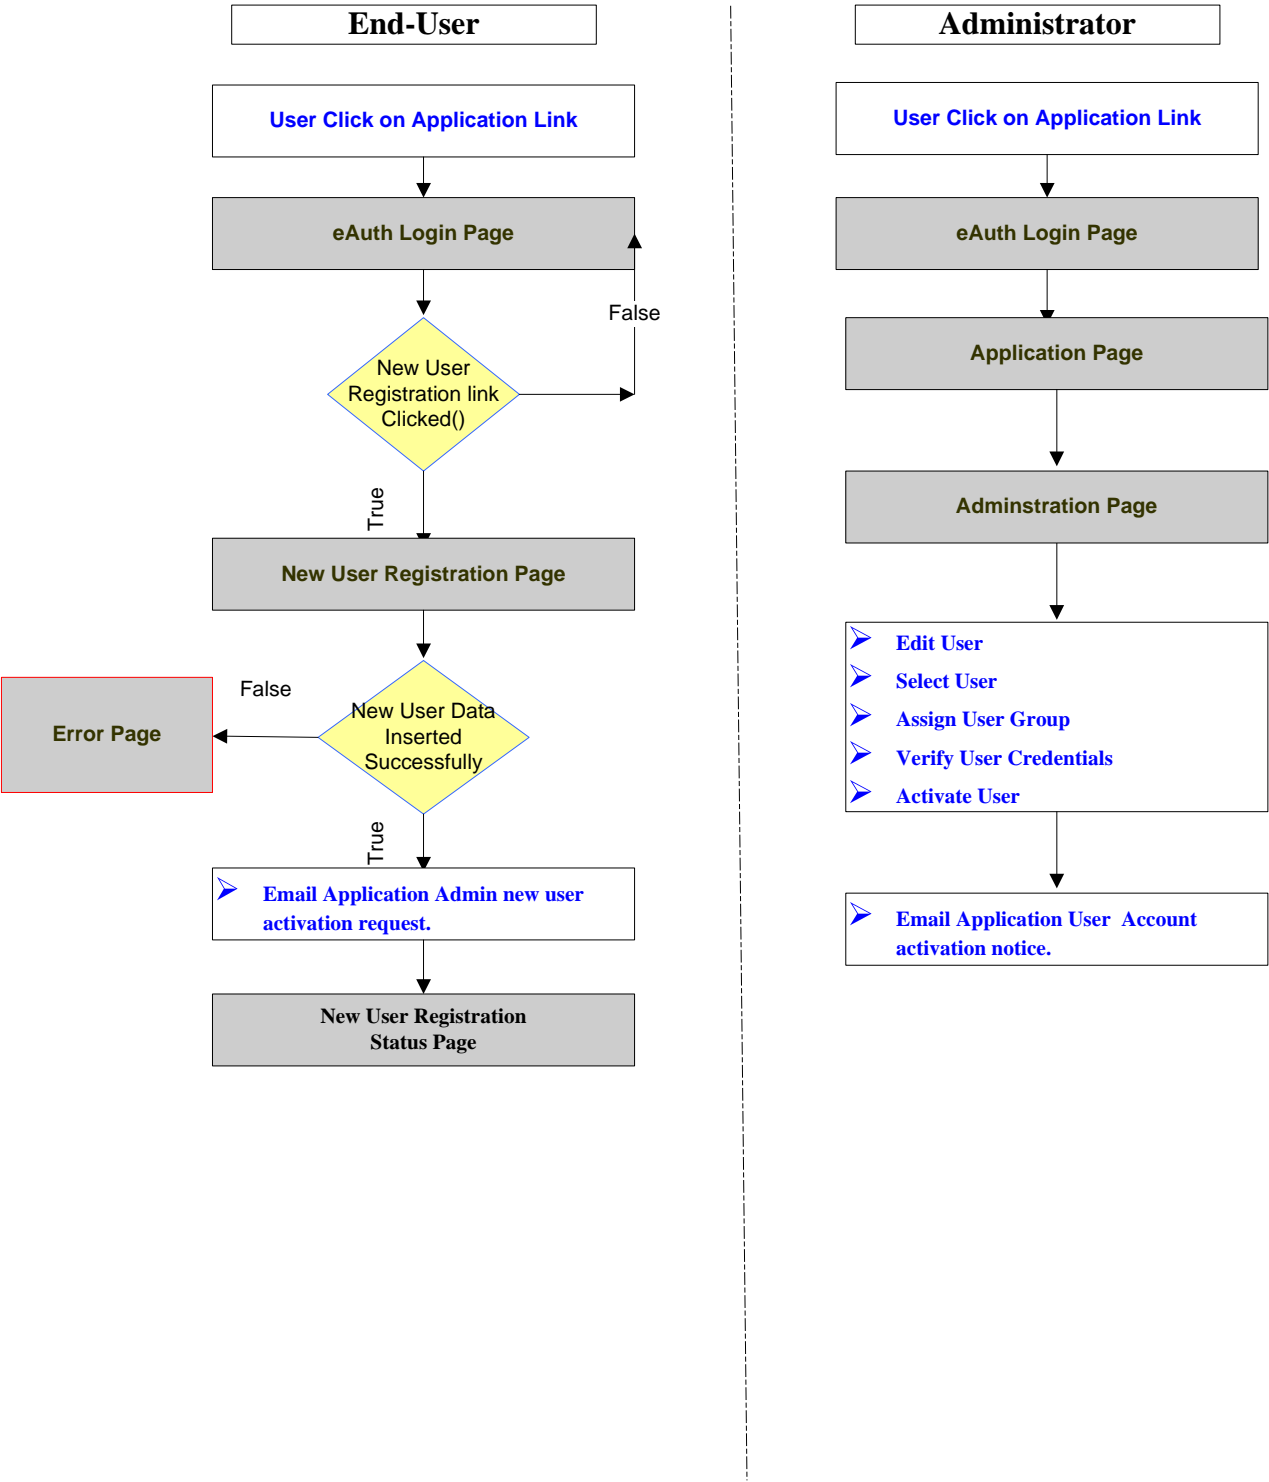 End-User
User Click on Application Link
eAuth Login Page
False
New User
Registration link
Clicked()
True
New User Registration Page
False
Error Page
New User Data
Inserted
Successfully
True
Email Application Admin new user
activation request.
New User Registration
Status Page
Administrator
User Click on Application Link
eAuth Login Page
Application Page
Adminstration Page
Edit User
Select User
Assign User Group
Verify User Credentials
Activate User
Email Application User  Account
activation notice.